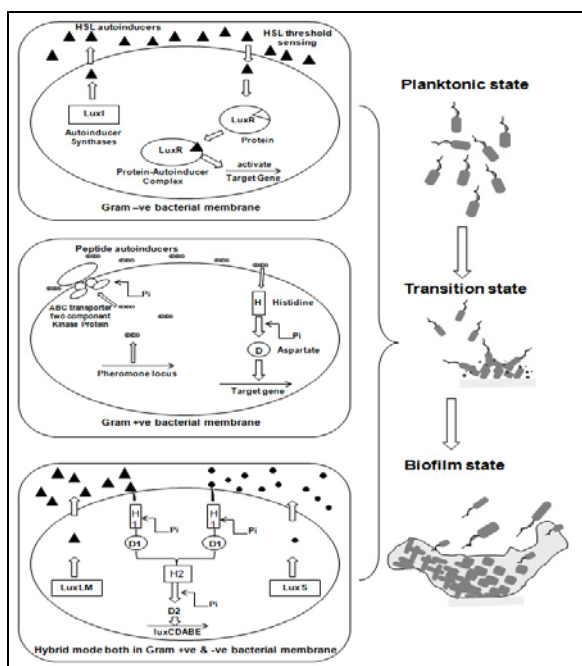 HSL autoinducers
HSL threshold
sensing
LuxI
Autoinducer
Synthases
LuxR
Protein
LuxR
Protein-Autoinducer
Complex
activate
Target Gene
Gram –ve bacterial membrane
Peptide autoinducers
Pi
ABC transporter
two component
Kinase Protein
Pheromone locus
H
Histidine
Pi
D
Aspartate
Target gene
Gram +ve bacterial membrane
H
1
Pi
D1
H
1
Pi
D1
H2
Pi
D2
luxCDABE
LuxLM
LuxS
Hybrid mode both in Gram +ve & -ve bacterial membrane
Planktonic state
Transition state
Biofilm state